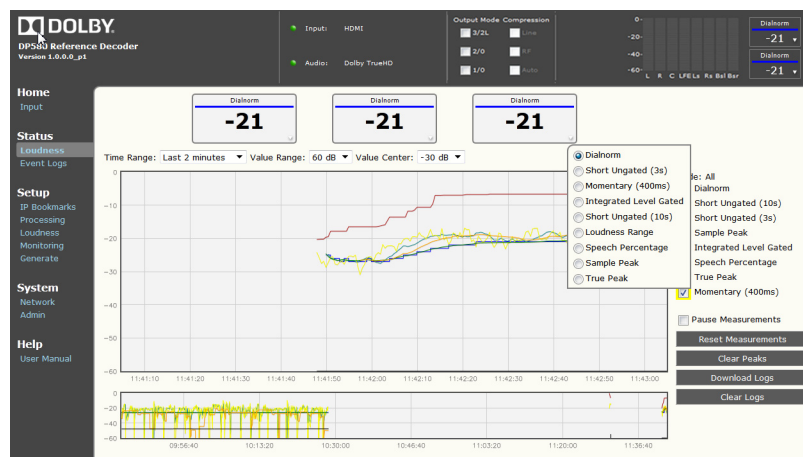 DOLBY.
DP580 Reference Decoder
Version 1.0.0.0_p1
Input: HDMI
Audio: Dolby TrueHD
Output Mode Compression
3/2L Line
2/0 RF
1/0 Auto
0-
-20-
-40-
-60-
L R C LFE Ls Rs Bsl Bsr
Dialnorm
-21
Dialnorm
-21
Home
Input
Status
Loudness
Event Logs
Setup
IP Bookmarks
Processing
Loudness
Monitoring
Generate
System
Network
Admin
Help
User Manual
Dialnorm
-21
Dialnorm
-21
Dialnorm
-21
Time Range: Last 2 minutes Value Range: 60 dB Value Center: -30 dB
Dialnorm
Short Ungated (3s)
Momentary (400ms)
Integrated Level Gated
Short Ungated (10s)
Loudness Range
Speech Percentage
Sample Peak
True Peak
de: All
Dialnorm
Short Ungated (10s)
Short Ungated (3s)
Sample Peak
Integrated Level Gated
Speech Percentage
True Peak
Momentary (400ms)
Pause Measurements
Reset Measurements
Clear Peaks
Download Logs
Clear Logs
0
-10
-20
-30
-40
-50
-60
11:41:10 11:41:20 11:41:30 11:41:40 11:41:50 11:42:00 11:42:10 11:42:20 11:42:30 11:42:40 11:42:50 11:43:00
0
-20
-40
-60
09:56:40 10:13:20 10:30:00 10:46:40 11:03:20 11:20:00 11:36:40